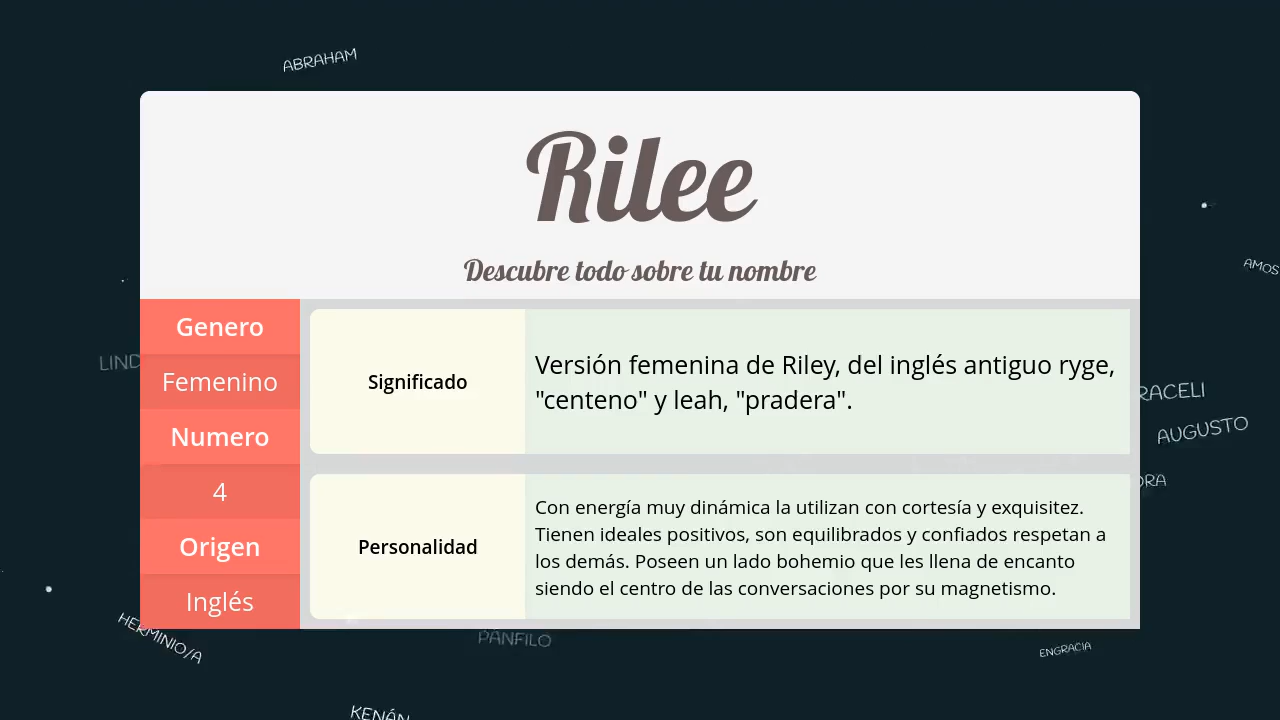 ABRAHAM
Rilee
Descubre todo sobre tu nombre
AMOS
Genero
Femenino
Numero
4
Origen
Inglés
Significado
Versión femenina de Riley, del inglés antiguo ryge,
"centeno" y leah, "pradera".
Personalidad
Con energía muy dinámica la utilizan con cortesía y exquisitez.
Tienen ideales positivos, son equilibrados y confiados respetan a
los demás. Poseen un lado bohemio que les llena de encanto
siendo el centro de las conversaciones por su magnetismo.
LIND
RACELI
AUGUSTO
ORA
HERMINIO/A
PÁNFILO
ENGRACIA
KENÁN